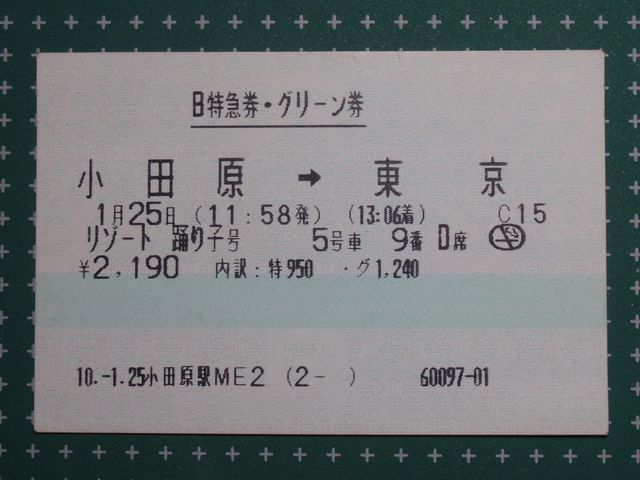 B特急券・グリーン券
小田原 → 東京
1月25日 (11:58発) (13:06着) C15
リゾート 踊り子号 5号車 9番 D席
¥2,190 内訳:特950 ・グ1,240
10.-1.25小田原駅ME2 (2- ) 60097-01